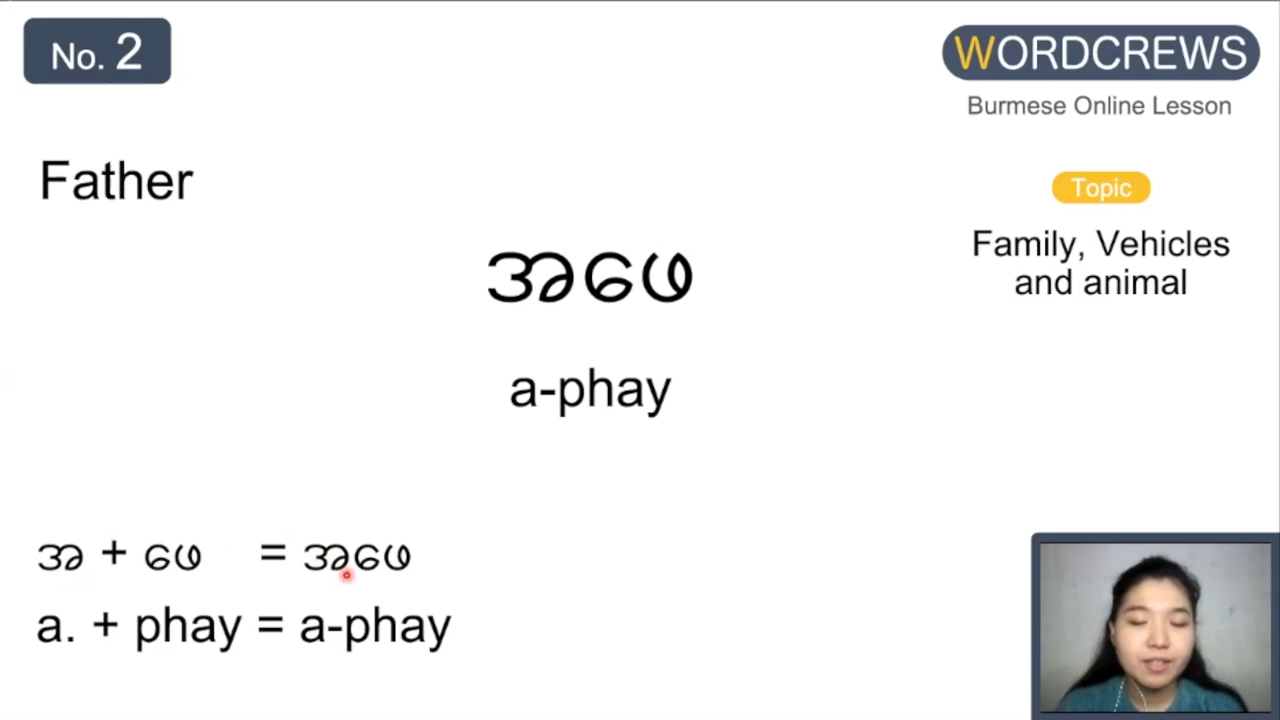 No. 2
WORDCREWS
Burmese Online Lesson
Father
Topic
Family, Vehicles
and animal
အဖေ
a-phay
အ + ဖေ = အဖေ
a. + phay = a-phay